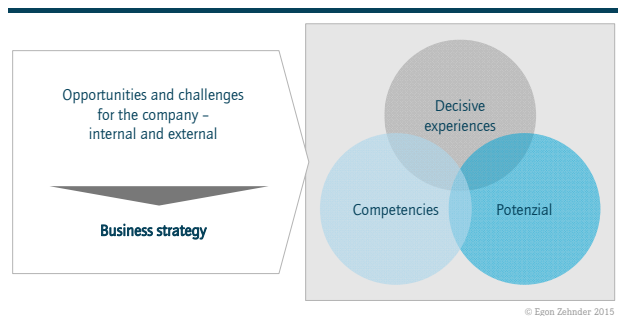 Opportunities and challenges
for the company –
internal and external
Business strategy
Decisive
experiences
Competencies
Potenzial
© Egon Zehnder 2015